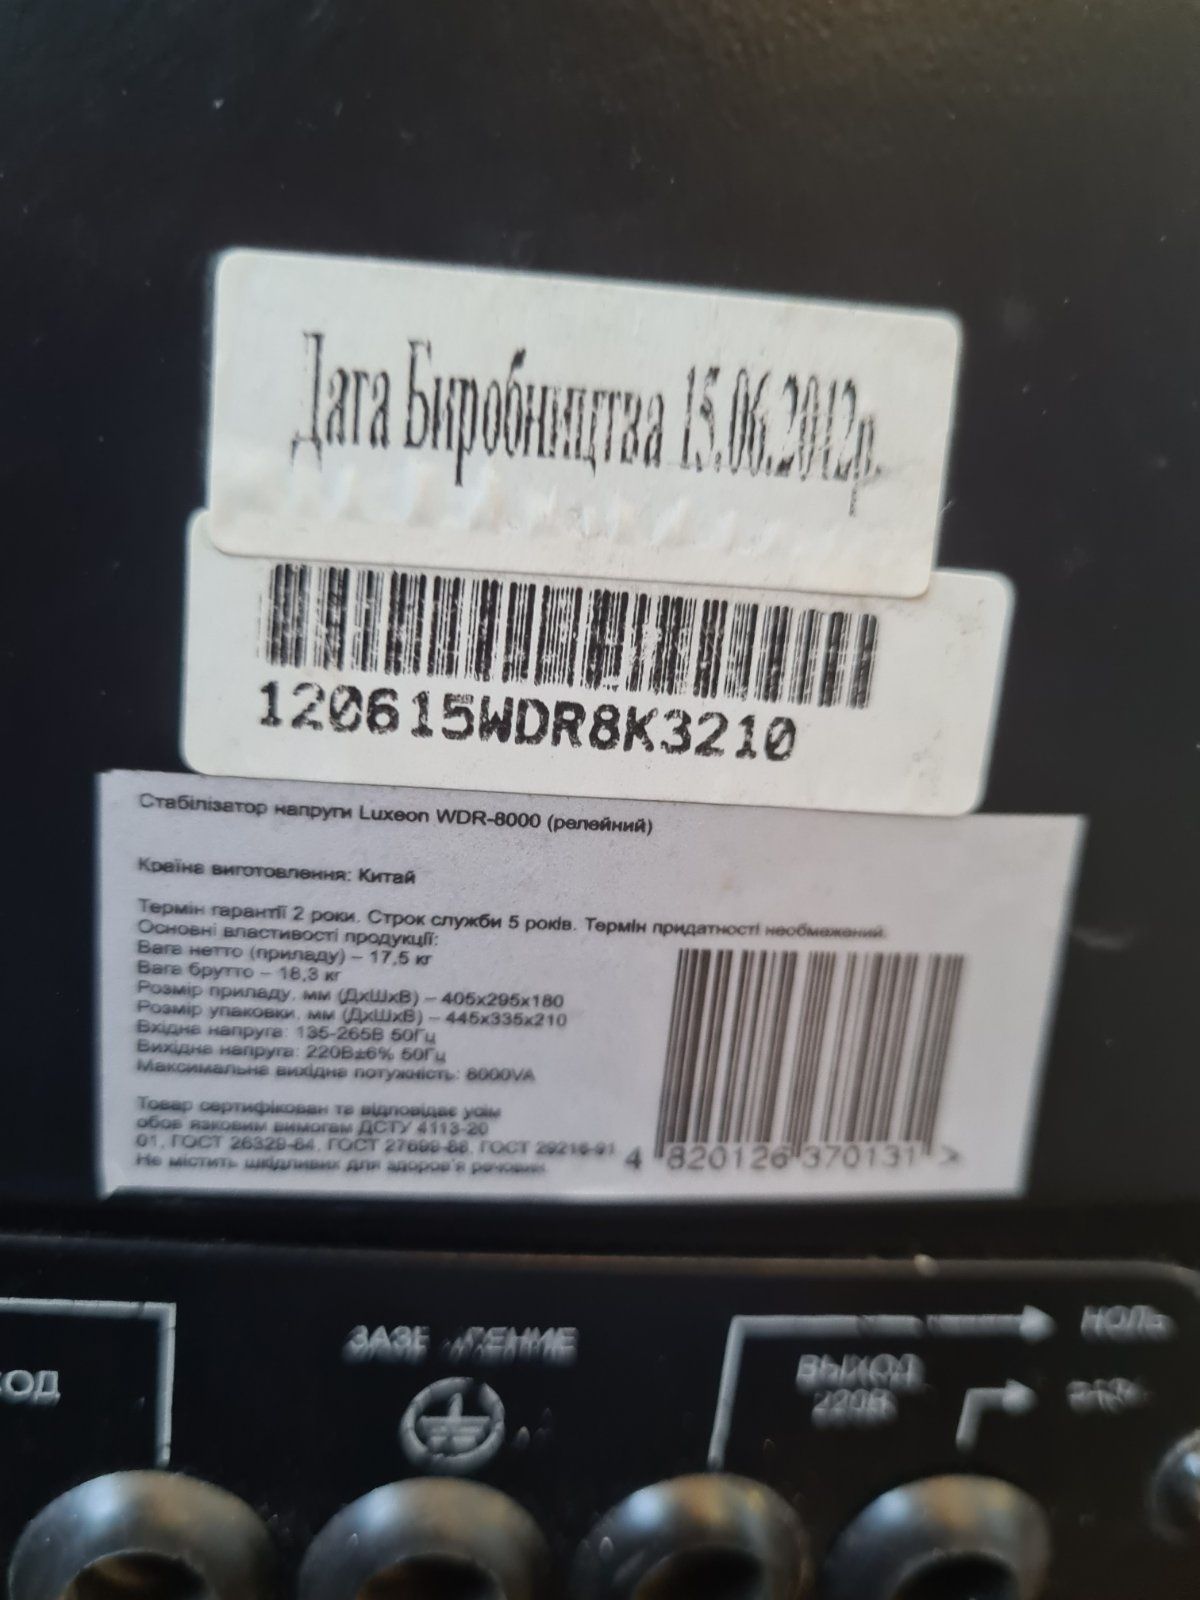 Дата Биробництва 15.06.2012р.
120615WDR8K3210
Стабілізатор напруги Luxeon WDR-8000 (релейний)
Країна виготовлення: Китай
Термін гарантії 2 роки. Строк служби 5 років. Термін придатності необмежений.
Основні властивості продукції:
Вага нетто (приладу) – 17,5 кг
Вага брутто – 18,3 кг
Розмір приладу, мм (ДхШхВ) – 405х295х180
Розмір упаковки, мм (ДхШхВ) – 445х335х210
Вхідна напруга: 135-265В 50Гц
Вихідна напруга: 220В±6% 50Гц
Максимальна вихідна потужність: 8000VA
Товар сертифікован та відповідає усім
обов язковим вимогам ДСТУ 4113-20
01, ГОСТ 26329-84, ГОСТ 27699-88, ГОСТ 29216-91
Не містить шкідливих для здоров'я речовин.
4 820126 370131 >
НОЛЬ
ВЫХОД
220В